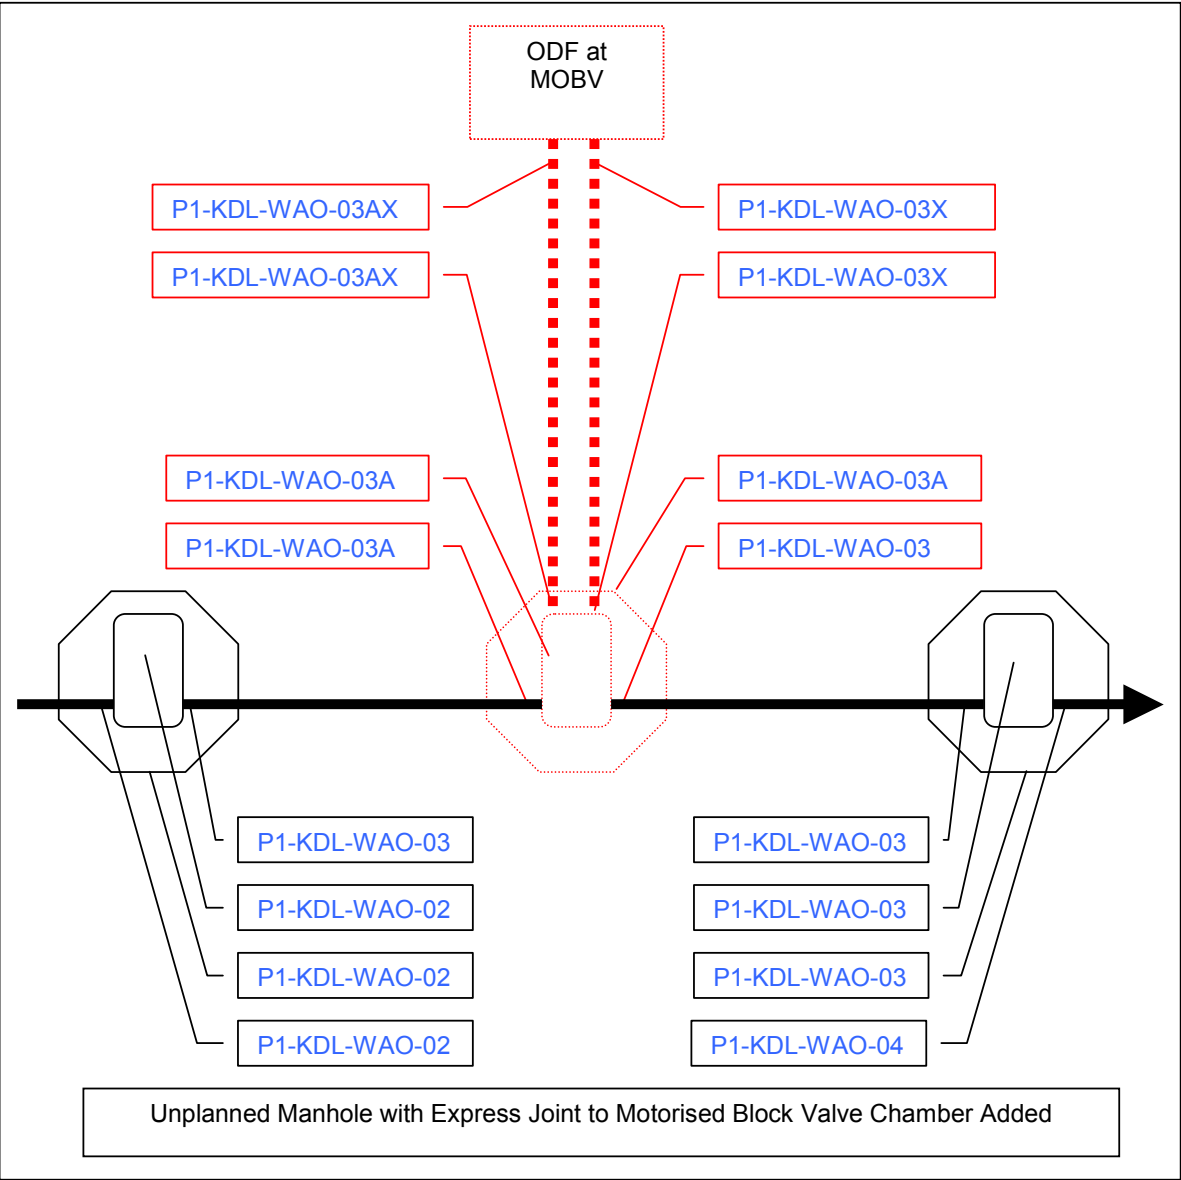 ODF at
MOBV
P1-KDL-WAO-03AX
P1-KDL-WAO-03X
P1-KDL-WAO-03AX
P1-KDL-WAO-03X
P1-KDL-WAO-03A
P1-KDL-WAO-03A
P1-KDL-WAO-03A
P1-KDL-WAO-03
P1-KDL-WAO-03
P1-KDL-WAO-03
P1-KDL-WAO-02
P1-KDL-WAO-03
P1-KDL-WAO-02
P1-KDL-WAO-03
P1-KDL-WAO-02
P1-KDL-WAO-04
Unplanned Manhole with Express Joint to Motorised Block Valve Chamber Added